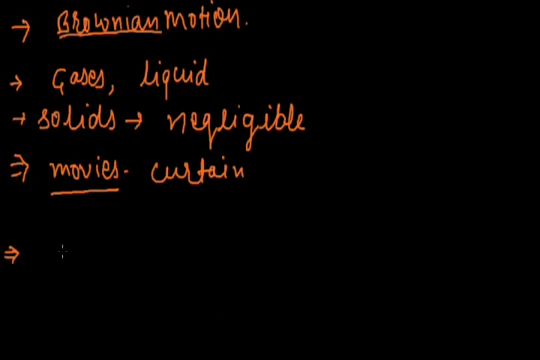 → Brownian motion.
→ Gases, liquid
→ solids → negligible
⇒ movies - curtain
⇒